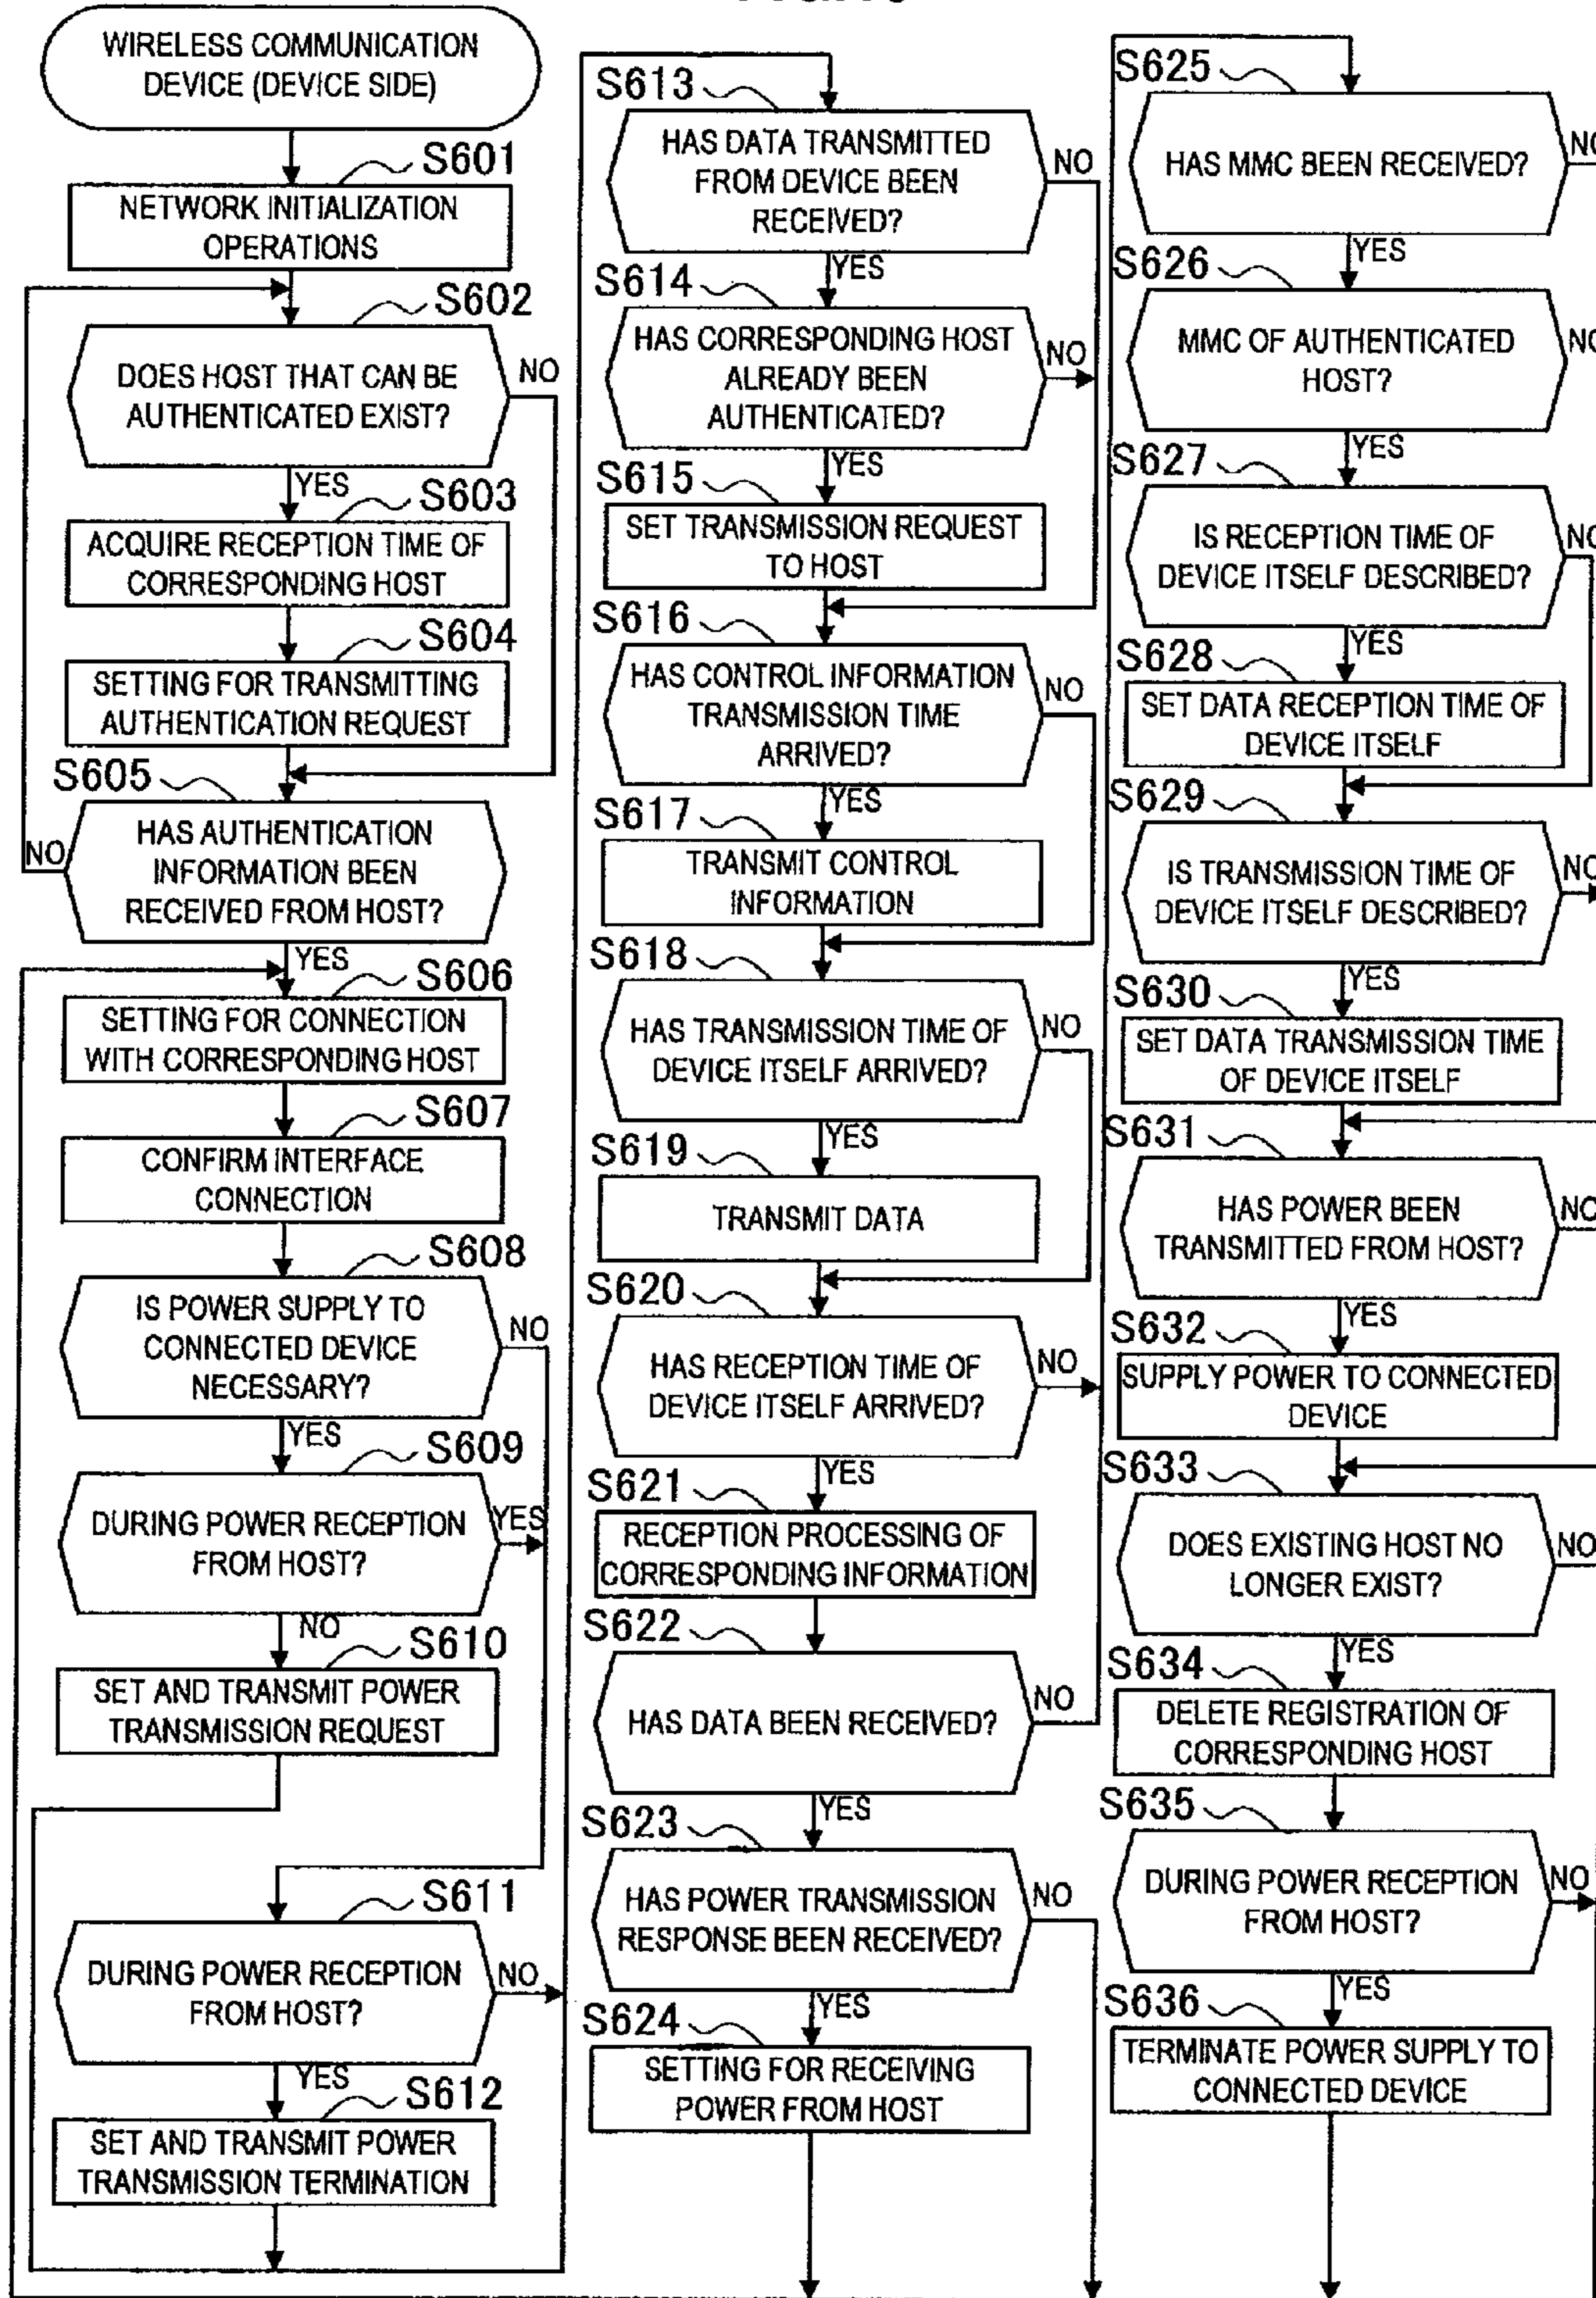 WIRELESS COMMUNICATION
DEVICE (DEVICE SIDE)
S601
NETWORK INITIALIZATION
OPERATIONS
S602
DOES HOST THAT CAN BE
AUTHENTICATED EXIST?
NO
YES
S603
ACQUIRE RECEPTION TIME OF
CORRESPONDING HOST
S604
SETTING FOR TRANSMITTING
AUTHENTICATION REQUEST
S605
HAS AUTHENTICATION
INFORMATION BEEN
RECEIVED FROM HOST?
NO
YES
S606
SETTING FOR CONNECTION
WITH CORRESPONDING HOST
S607
CONFIRM INTERFACE
CONNECTION
S608
IS POWER SUPPLY TO
CONNECTED DEVICE
NECESSARY?
NO
YES
S609
DURING POWER RECEPTION
FROM HOST?
YES
NO
S610
SET AND TRANSMIT POWER
TRANSMISSION REQUEST
S611
DURING POWER RECEPTION
FROM HOST?
NO
YES
S612
SET AND TRANSMIT POWER
TRANSMISSION TERMINATION
S613
HAS DATA TRANSMITTED
FROM DEVICE BEEN
RECEIVED?
NO
YES
S614
HAS CORRESPONDING HOST
ALREADY BEEN
AUTHENTICATED?
NO
YES
S615
SET TRANSMISSION REQUEST
TO HOST
S616
HAS CONTROL INFORMATION
TRANSMISSION TIME
ARRIVED?
NO
YES
S617
TRANSMIT CONTROL
INFORMATION
S618
HAS TRANSMISSION TIME OF
DEVICE ITSELF ARRIVED?
NO
YES
S619
TRANSMIT DATA
S620
HAS RECEPTION TIME OF
DEVICE ITSELF ARRIVED?
NO
YES
S621
RECEPTION PROCESSING OF
CORRESPONDING INFORMATION
S622
HAS DATA BEEN RECEIVED?
NO
YES
S623
HAS POWER TRANSMISSION
RESPONSE BEEN RECEIVED?
NO
YES
S624
SETTING FOR RECEIVING
POWER FROM HOST
S625
HAS MMC BEEN RECEIVED?
NO
YES
S626
MMC OF AUTHENTICATED
HOST?
NO
YES
S627
IS RECEPTION TIME OF
DEVICE ITSELF DESCRIBED?
NO
YES
S628
SET DATA RECEPTION TIME OF
DEVICE ITSELF
S629
IS TRANSMISSION TIME OF
DEVICE ITSELF DESCRIBED?
NO
YES
S630
SET DATA TRANSMISSION TIME
OF DEVICE ITSELF
S631
HAS POWER BEEN
TRANSMITTED FROM HOST?
NO
YES
S632
SUPPLY POWER TO CONNECTED
DEVICE
S633
DOES EXISTING HOST NO
LONGER EXIST?
NO
YES
S634
DELETE REGISTRATION OF
CORRESPONDING HOST
S635
DURING POWER RECEPTION
FROM HOST?
NO
YES
S636
TERMINATE POWER SUPPLY TO
CONNECTED DEVICE